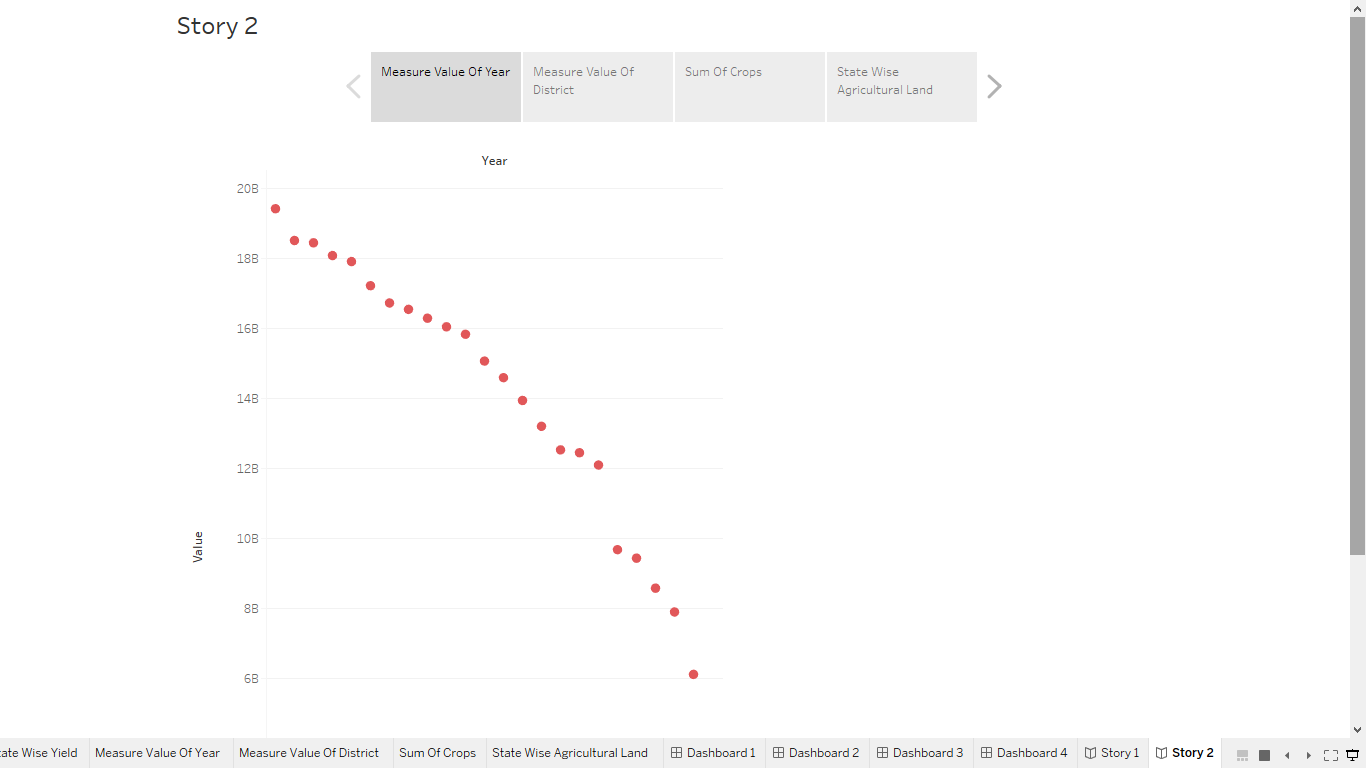 Story 2
Measure Value Of Year
Measure Value Of
District
Sum Of Crops
State Wise
Agricultural Land
Year
20B
18B
16B
14B
12B
10B
8B
6B
Value
Wise Yield
Measure Value Of Year
Measure Value Of District
Sum Of Crops
State Wise Agricultural Land
Dashboard 1
Dashboard 2
Dashboard 3
Dashboard 4
Story 1
Story 2